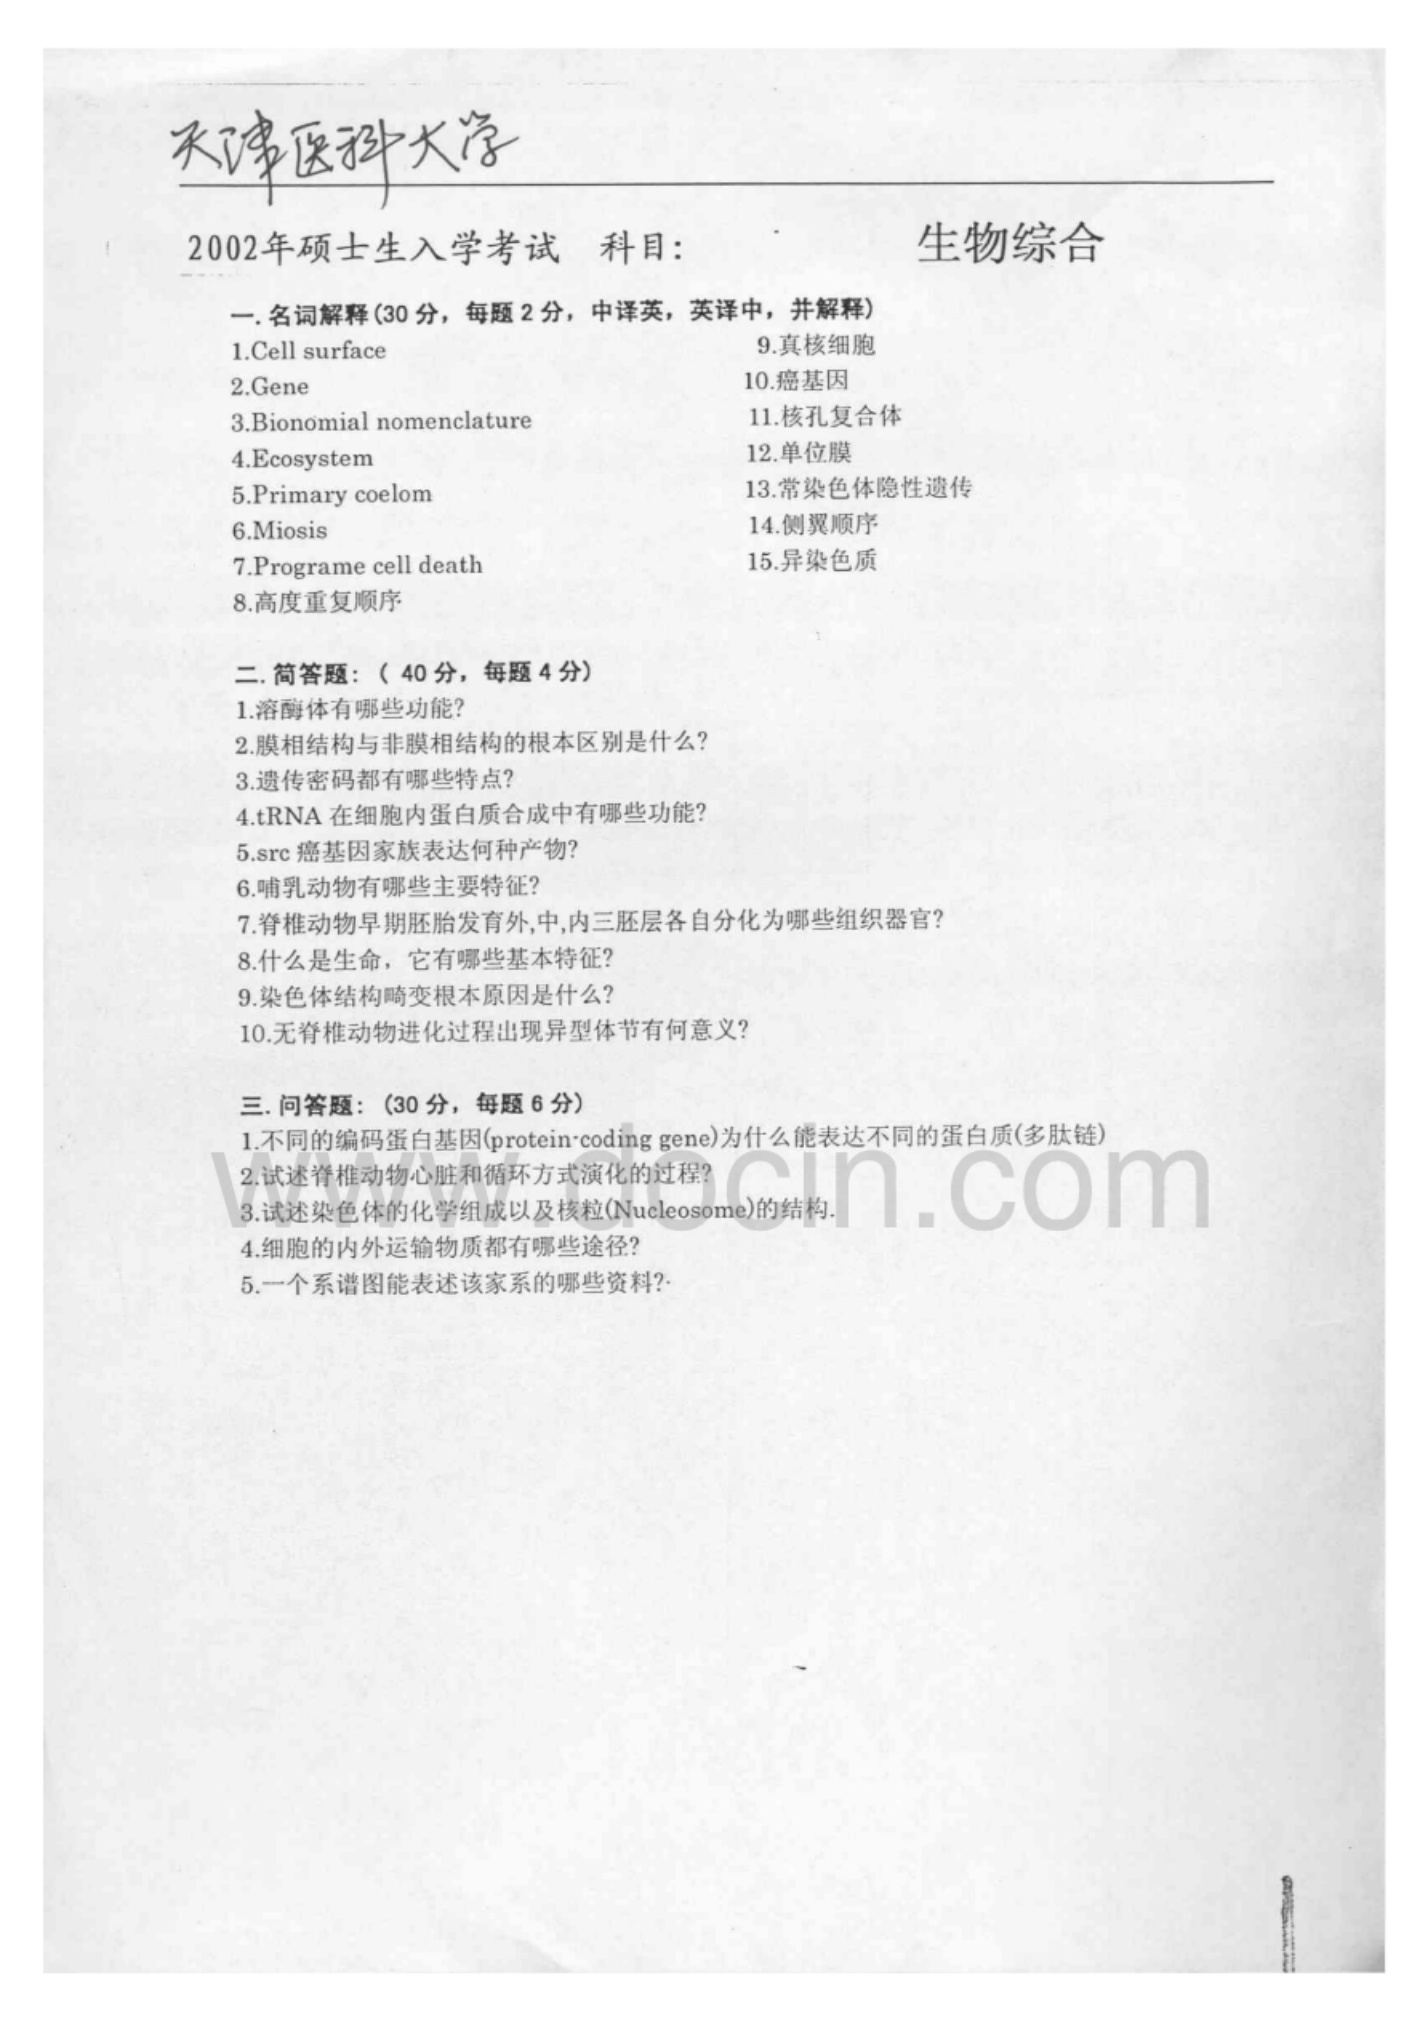 天津医科大学
2002年硕士生入学考试 科目: 生物综合
一.名词解释(30分，每题2分，中译英，英译中，并解释)
1.Cell surface
2.Gene
3.Bionomial nomenclature
4.Ecosystem
5.Primary coelom
6.Miosis
7.Programe cell death
8.高度重复顺序
9.真核细胞
10.癌基因
11.核孔复合体
12.单位膜
13.常染色体隐性遗传
14.侧翼顺序
15.异染色质
二.简答题: ( 40分，每题4分)
1.溶酶体有哪些功能?
2.膜相结构与非膜相结构的根本区别是什么?
3.遗传密码都有哪些特点?
4.tRNA 在细胞内蛋白质合成中有哪些功能?
5.src 癌基因家族表达何种产物?
6.哺乳动物有哪些主要特征?
7.脊椎动物早期胚胎发育外,中,内三胚层各自分化为哪些组织器官?
8.什么是生命，它有哪些基本特征?
9.染色体结构畸变根本原因是什么?
10.无脊椎动物进化过程出现异型体节有何意义?
三.问答题: (30分，每题6分)
1.不同的编码蛋白基因(protein-coding gene)为什么能表达不同的蛋白质(多肽链)
2.试述脊椎动物心脏和循环方式演化的过程?
3.试述染色体的化学组成以及核粒(Nucleosome)的结构.
4.细胞的内外运输物质都有哪些途径?
5.一个系谱图能表述该家系的哪些资料?
www.docin.com